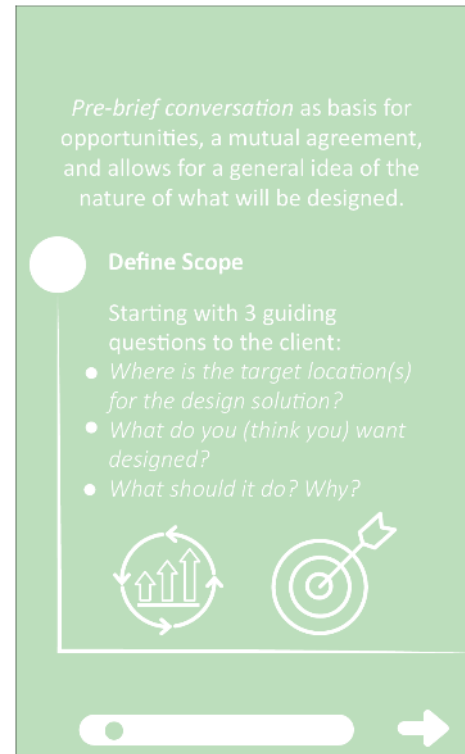 Pre-brief conversation as basis for
opportunities, a mutual agreement,
and allows for a general idea of the
nature of what will be designed.
Define Scope
Starting with 3 guiding
questions to the client:
• Where is the target location(s)
for the design solution?
• What do you (think you) want
designed?
• What should it do? Why?